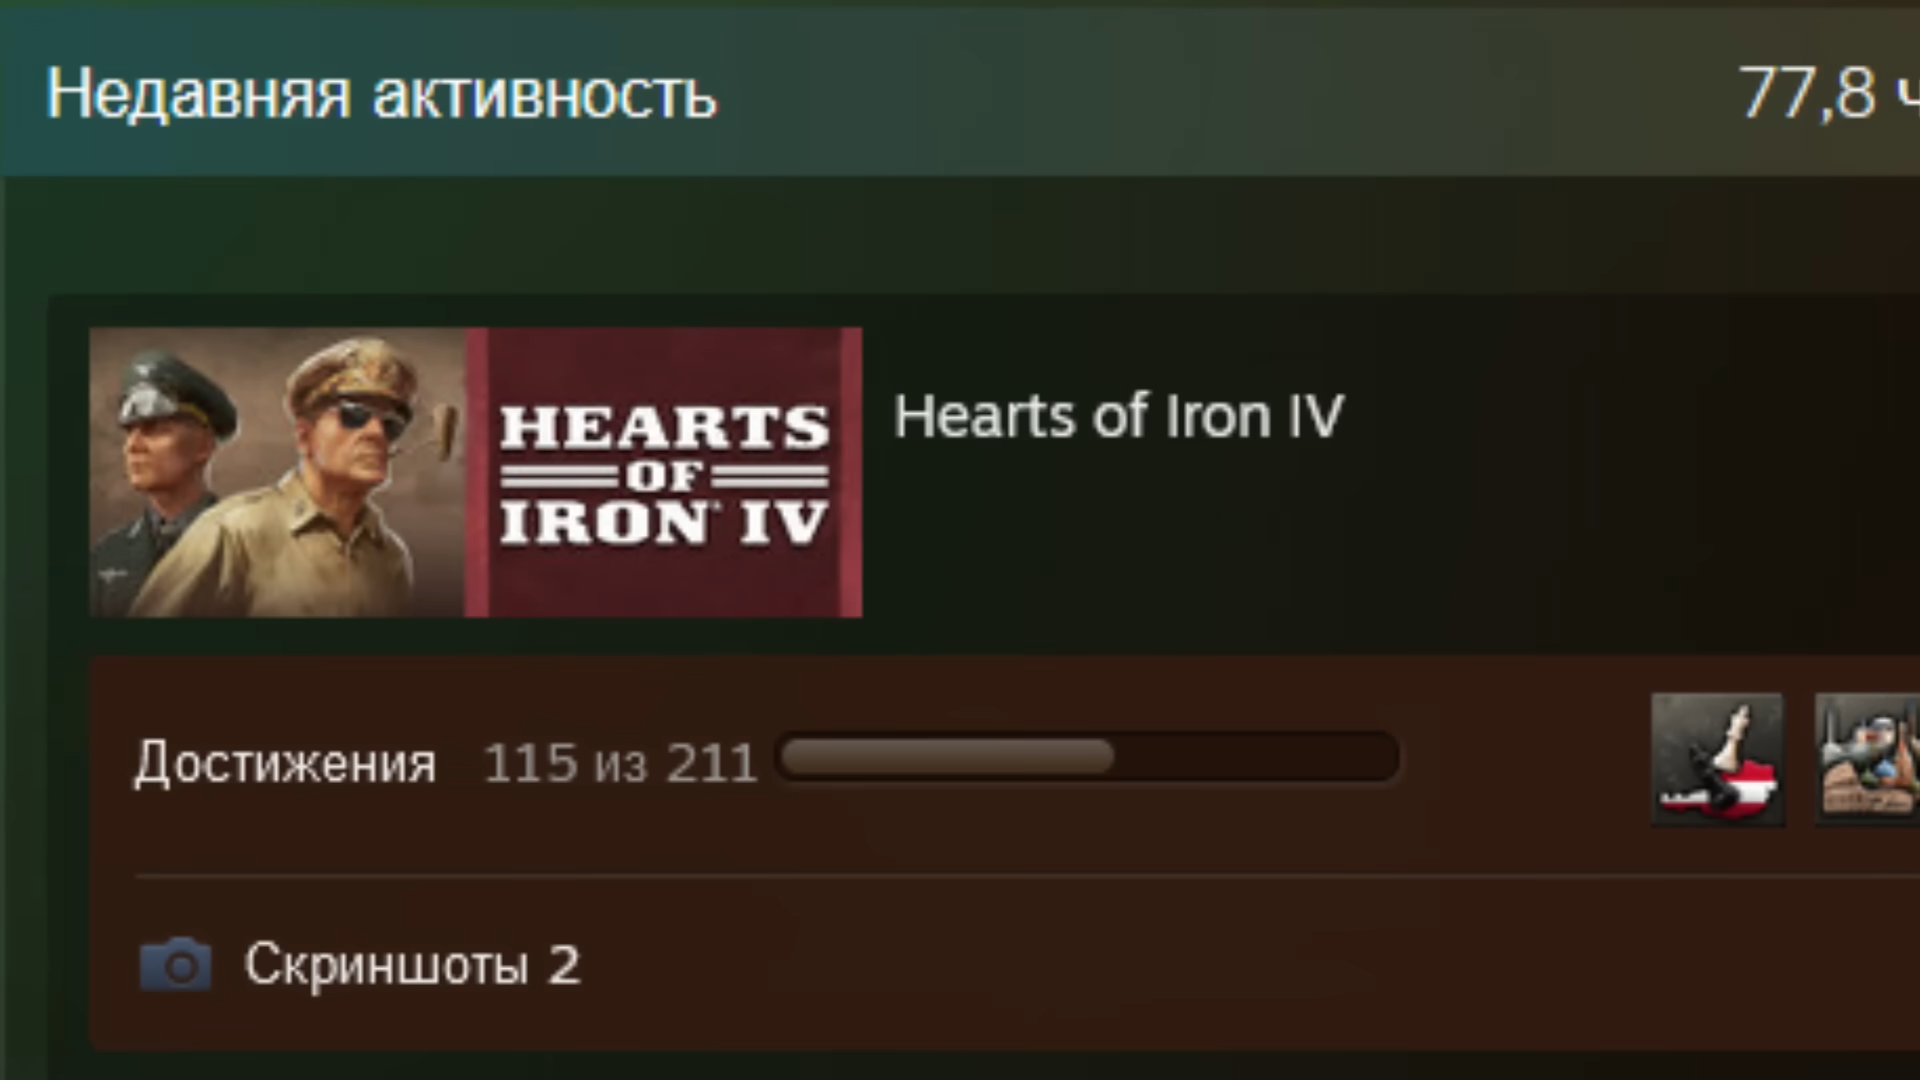 Недавняя активность
77,8 ч
HEARTS
OF
IRON IV
Hearts of Iron IV
Достижения 115 из 211
Скриншоты 2